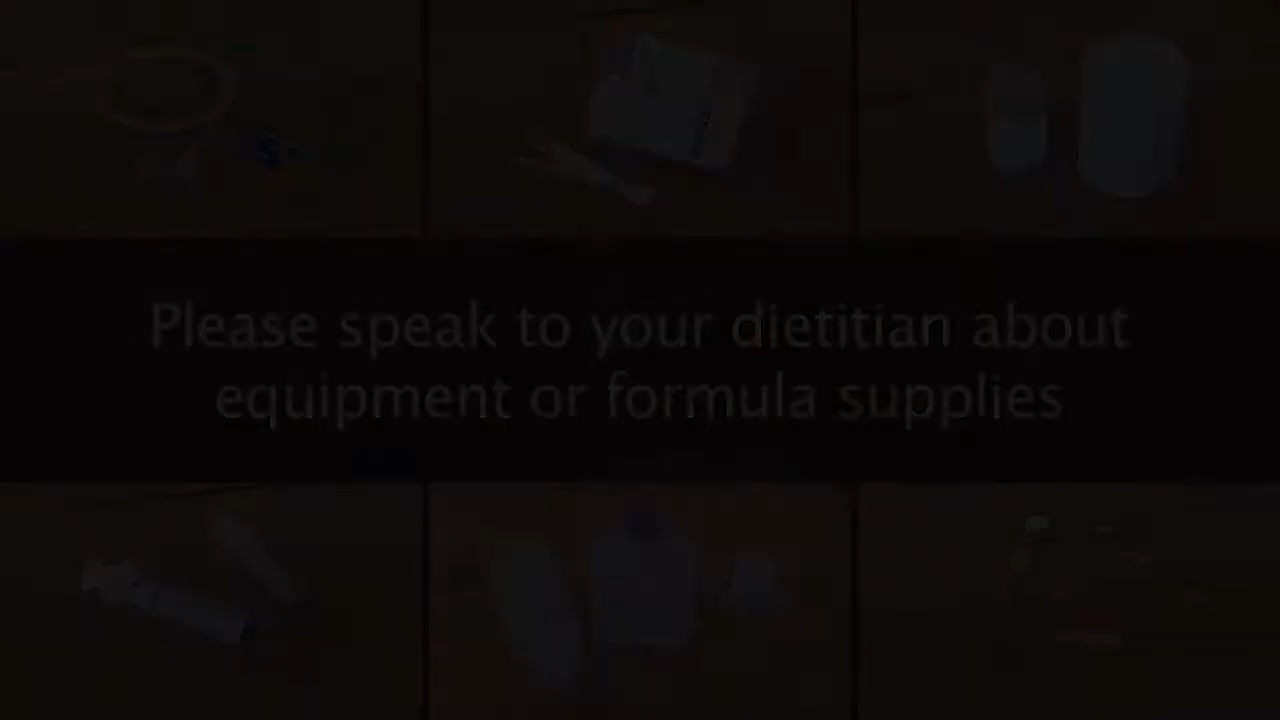 Please speak to your dietitian about
equipment or formula supplies